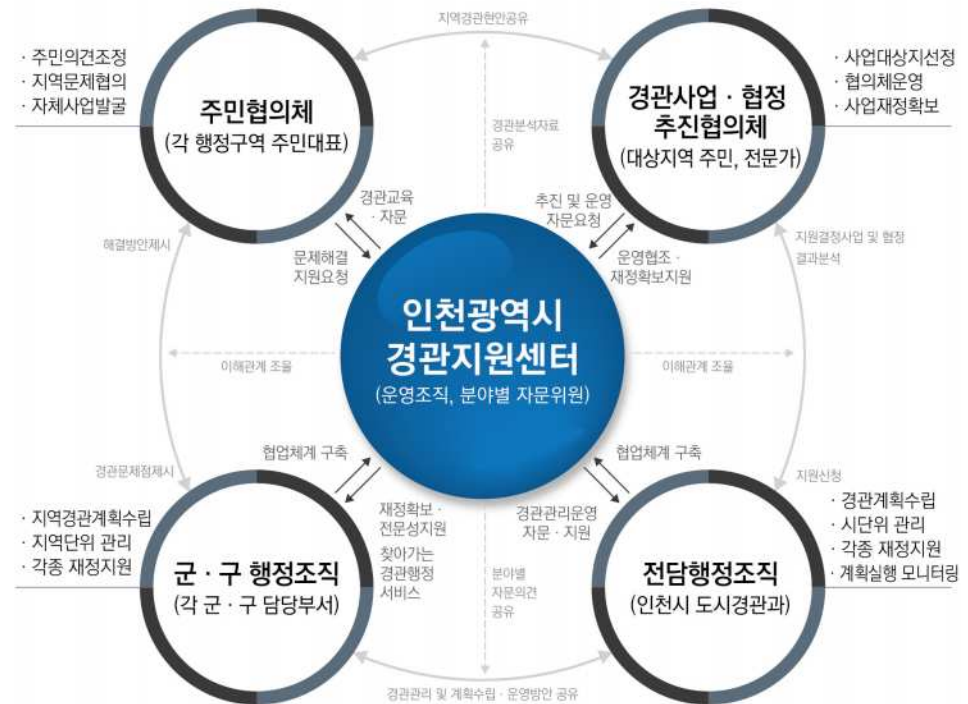 지역경관현안공유
· 주민의견조정
· 지역문제협의
· 자체사업발굴
주민협의체
(각 행정구역 주민대표)
경관사업 · 협정
추진협의체
(대상지역 주민, 전문가)
· 사업대상지선정
· 협의체운영
· 사업재정확보
경관분석자료
공유
경관교육
· 자문
추진 및 운영
자문요청
해결방안제시
문제해결
지원요청
운영협조 ·
재정확보지원
지원결정사업 및 협정
결과분석
인천광역시
경관지원센터
(운영조직, 분야별 자문위원)
이해관계 조율
이해관계 조율
협업체계 구축
협업체계 구축
경관문제점제시
지원신청
· 지역경관계획수립
· 지역단위 관리
· 각종 재정지원
군 · 구 행정조직
(각 군 · 구 담당부서)
재정확보 ·
전문성지원
찾아가는
경관행정
서비스
경관관리운영
자문 · 지원
분야별
자문의견
공유
전담행정조직
(인천시 도시경관과)
· 경관계획수립
· 시단위 관리
· 각종 재정지원
· 계획실행 모니터링
경관관리 및 계획수립 · 운영방안 공유